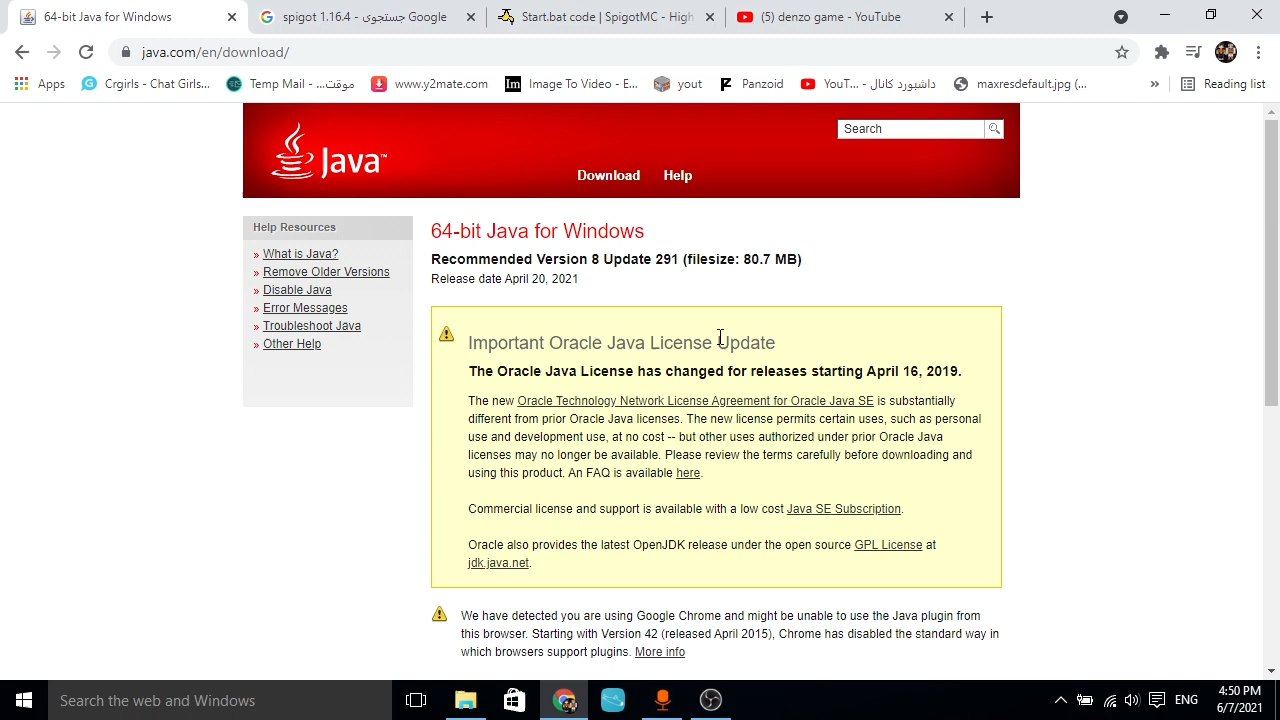 64-bit Java for Windows
spigot 1.16.4 - جستجوی Google
Start.bat code | SpigotMC - High
(5) denzo game - YouTube
java.com/en/download/
Apps
Crgirls - Chat Girls...
Temp Mail - ...موقت
www.y2mate.com
Image To Video - E...
yout
Panzoid
YouT... داشبورد کانال
maxresdefault.jpg (...
»
Reading list
Java™
Search
Download
Help
Help Resources
» What is Java?
» Remove Older Versions
» Disable Java
» Error Messages
» Troubleshoot Java
» Other Help
64-bit Java for Windows
Recommended Version 8 Update 291 (filesize: 80.7 MB)
Release date April 20, 2021
Important Oracle Java License Update
The Oracle Java License has changed for releases starting April 16, 2019.
The new Oracle Technology Network License Agreement for Oracle Java SE is substantially
different from prior Oracle Java licenses. The new license permits certain uses, such as personal
use and development use, at no cost -- but other uses authorized under prior Oracle Java
licenses may no longer be available. Please review the terms carefully before downloading and
using this product. An FAQ is available here.
Commercial license and support is available with a low cost Java SE Subscription.
Oracle also provides the latest OpenJDK release under the open source GPL License at
jdk.java.net.
We have detected you are using Google Chrome and might be unable to use the Java plugin from
this browser. Starting with Version 42 (released April 2015), Chrome has disabled the standard way in
which browsers support plugins. More info
Search the web and Windows
ENG
4:50 PM
6/7/2021